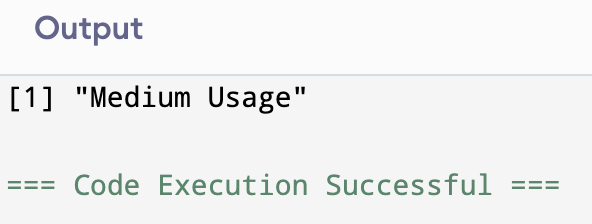 Output
[1] "Medium Usage"
=== Code Execution Successful ===